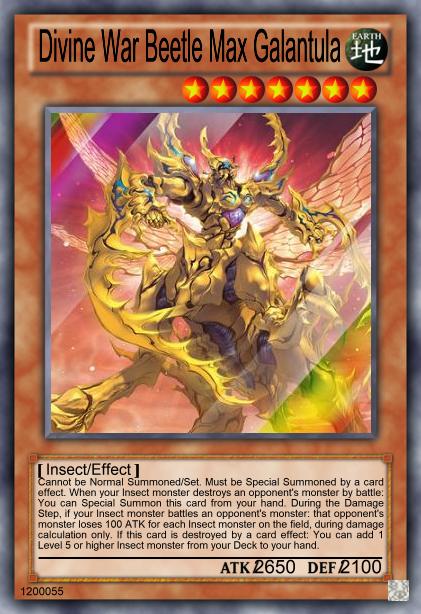 Divine War Beetle Max Galantula
EARTH
地
[ Insect/Effect ]
Cannot be Normal Summoned/Set. Must be Special Summoned by a card
effect. When your Insect monster destroys an opponent's monster by battle:
You can Special Summon this card from your hand. During the Damage
Step, if your Insect monster battles an opponent's monster: that opponent's
monster loses 100 ATK for each Insect monster on the field, during damage
calculation only. If this card is destroyed by a card effect: You can add 1
Level 5 or higher Insect monster from your Deck to your hand.
ATK 2650 DEF 2100
1200055